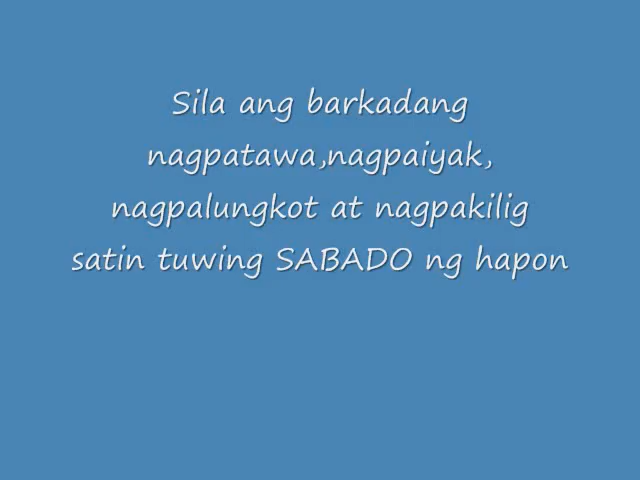 Sila ang barkadang
nagpatawa,nagpaiyak,
nagpalungkot at nagpakilig
satin tuwing SABADO ng hapon